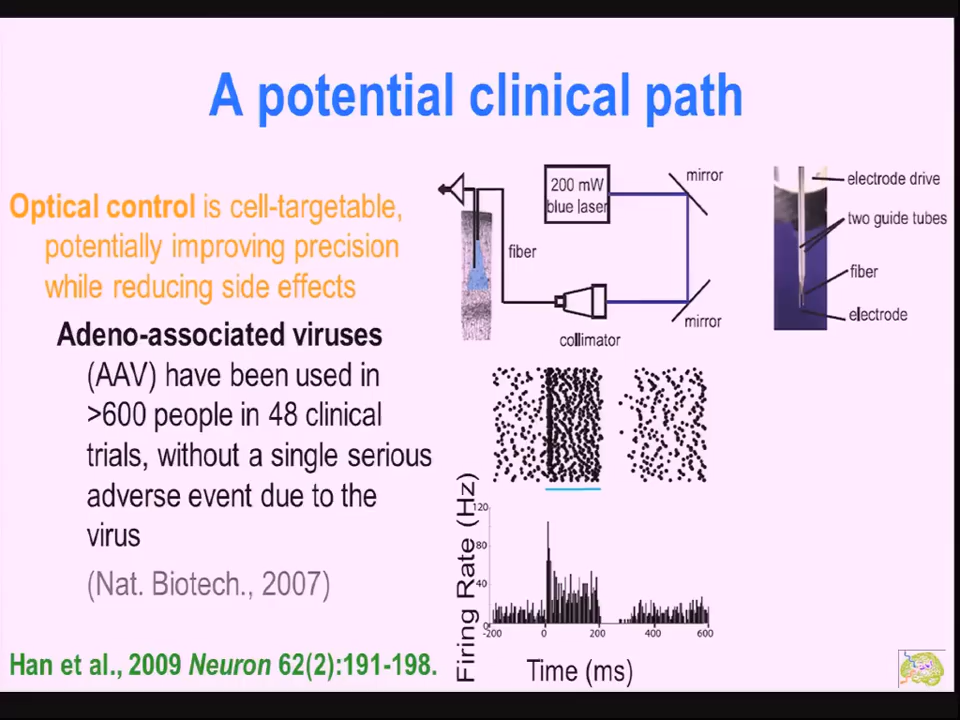 A potential clinical path
Optical control is cell-targetable,
potentially improving precision
while reducing side effects
Adeno-associated viruses
(AAV) have been used in
>600 people in 48 clinical
trials, without a single serious
adverse event due to the
virus
(Nat. Biotech., 2007)
Han et al., 2009 Neuron 62(2):191-198.
200 mW
blue laser
mirror
fiber
mirror
collimator
electrode drive
two guide tubes
fiber
electrode
Firing Rate (Hz)
120
80
40
0
-200 0 200 400 600
Time (ms)